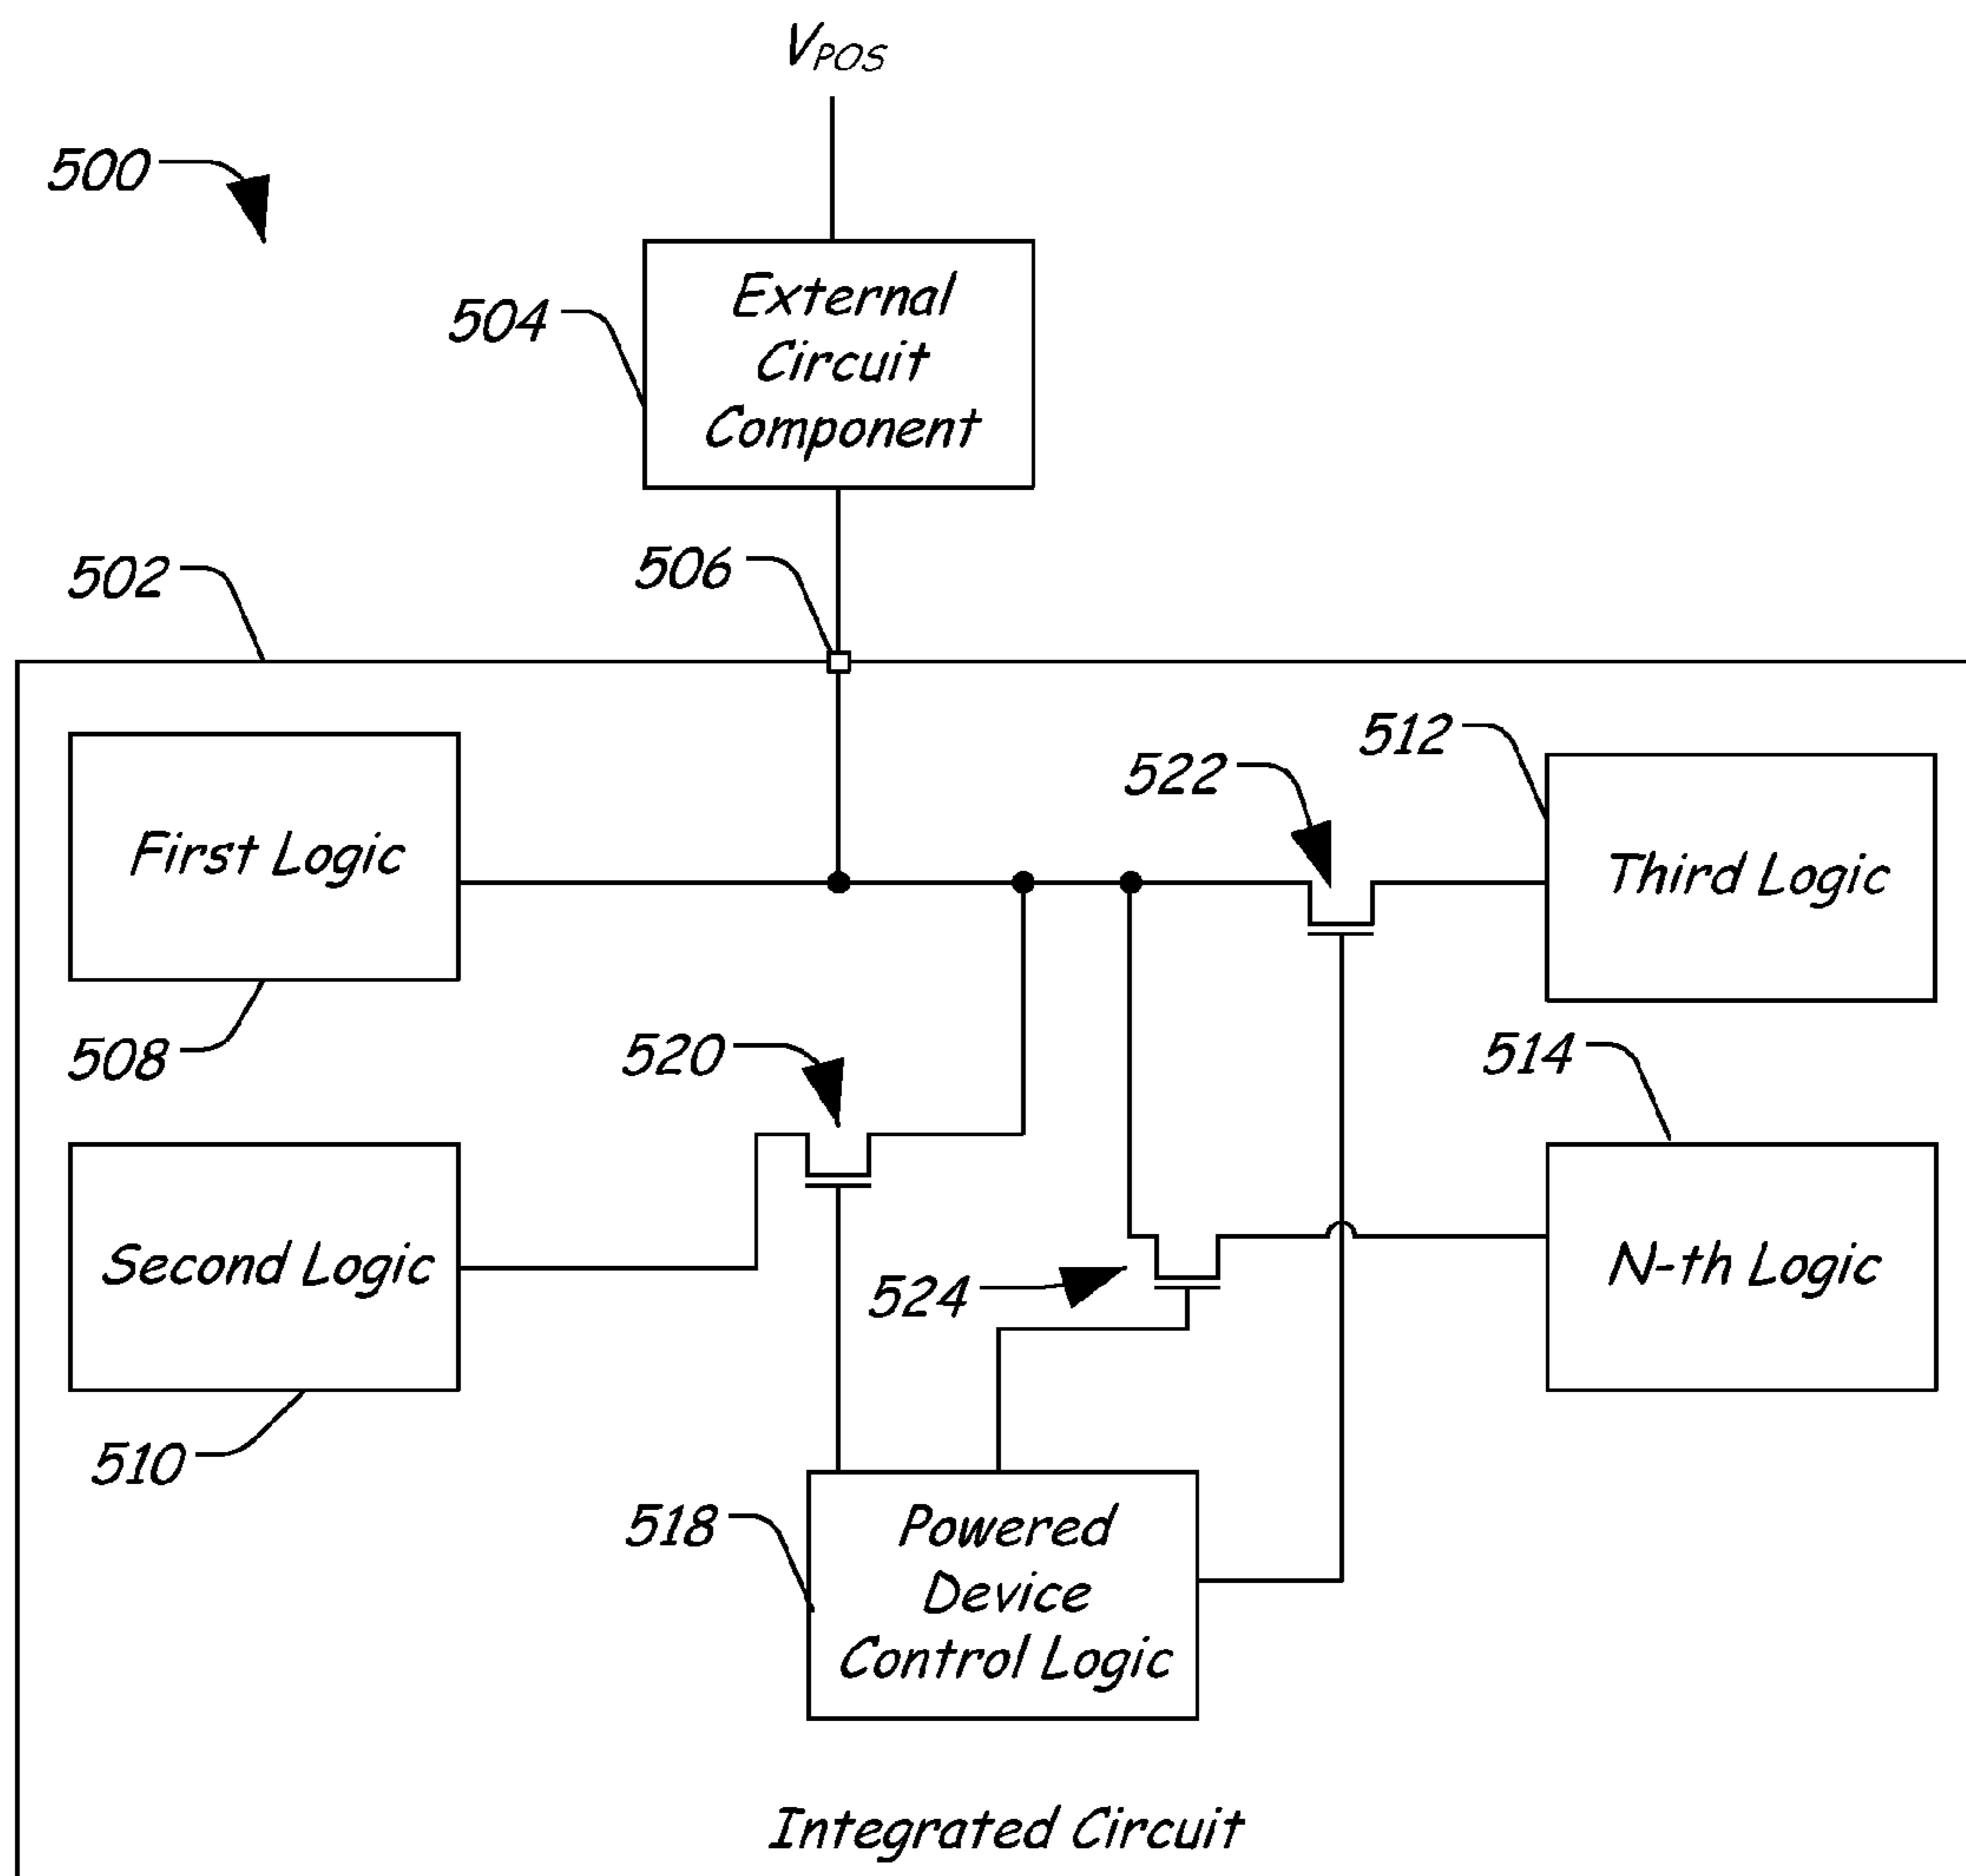 V_POS
500
External
Circuit
Component
504
506
502
512
522
First Logic
Third Logic
508
520
514
Second Logic
N-th Logic
524
510
518
Powered
Device
Control Logic
Integrated Circuit